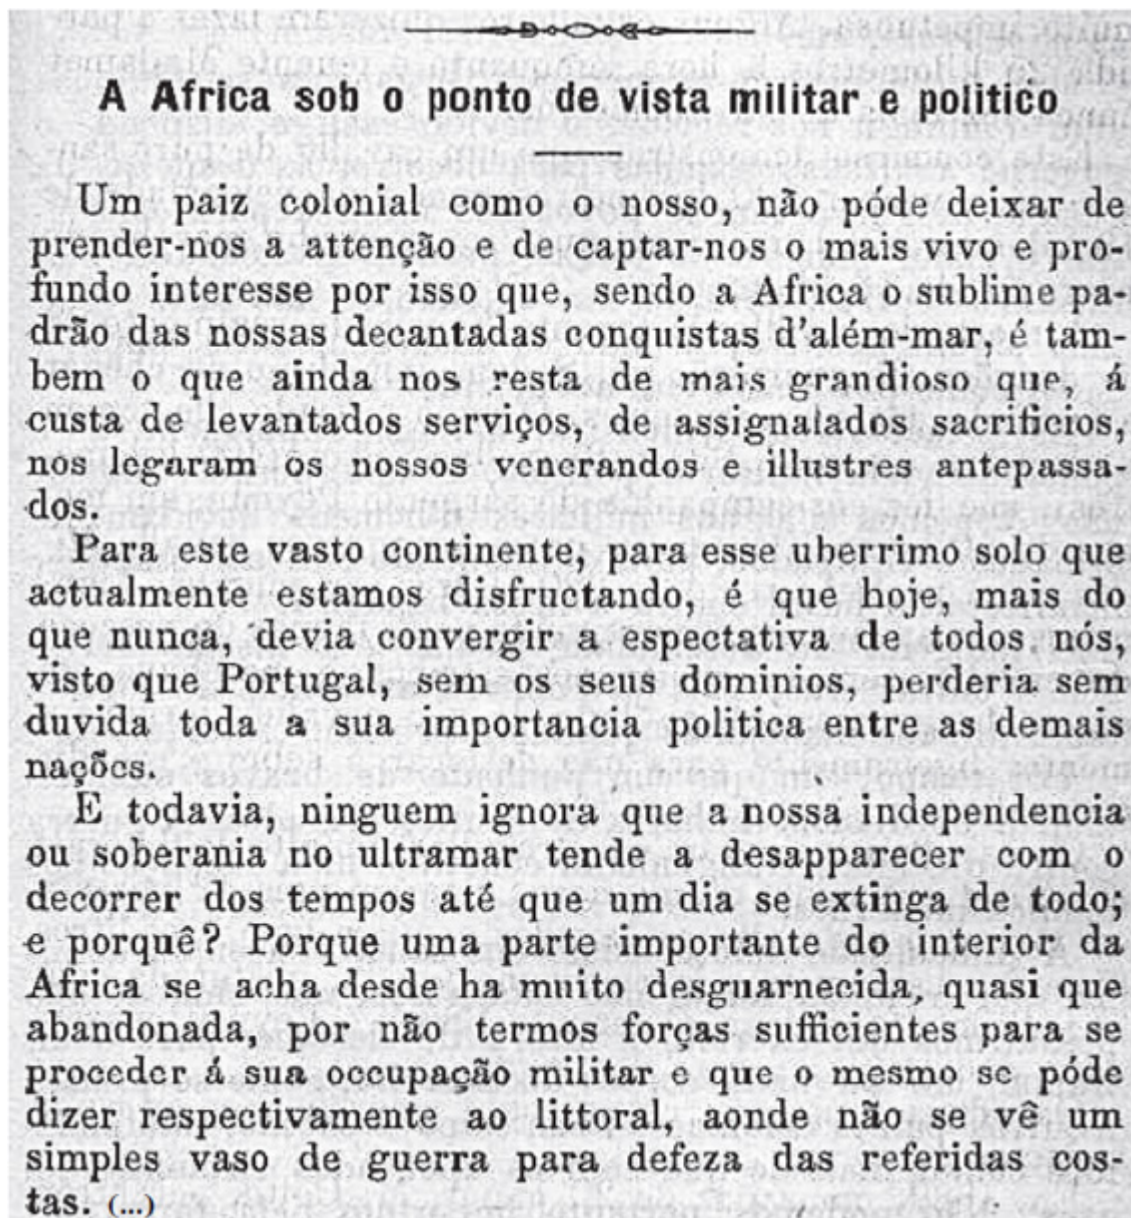 A Africa sob o ponto de vista militar e politico
Um paiz colonial como o nosso, não póde deixar de
prender-nos a attenção e de captar-nos o mais vivo e pro-
fundo interesse por isso que, sendo a Africa o sublime pa-
drão das nossas decantadas conquistas d'além-mar, é tam-
bem o que ainda nos resta de mais grandioso que, á
custa de levantados serviços, de assignalados sacrificios,
nos legaram os nossos venerandos e illustres antepassa-
dos.
Para este vasto continente, para esse uberrimo solo que
actualmente estamos disfructando, é que hoje, mais do
que nunca, devia convergir a espectativa de todos nós,
visto que Portugal, sem os seus dominios, perderia sem
duvida toda a sua importancia politica entre as demais
nações.
E todavia, ninguem ignora que a nossa independencia
ou soberania no ultramar tende a desapparecer com o
decorrer dos tempos até que um dia se extinga de todo;
e porquê? Porque uma parte importante do interior da
Africa se acha desde ha muito desguarnecida, quasi que
abandonada, por não termos forças sufficientes para se
proceder á sua occupação militar e que o mesmo se póde
dizer respectivamente ao littoral, aonde não se vê um
simples vaso de guerra para defeza das referidas cos-
tas. (...)